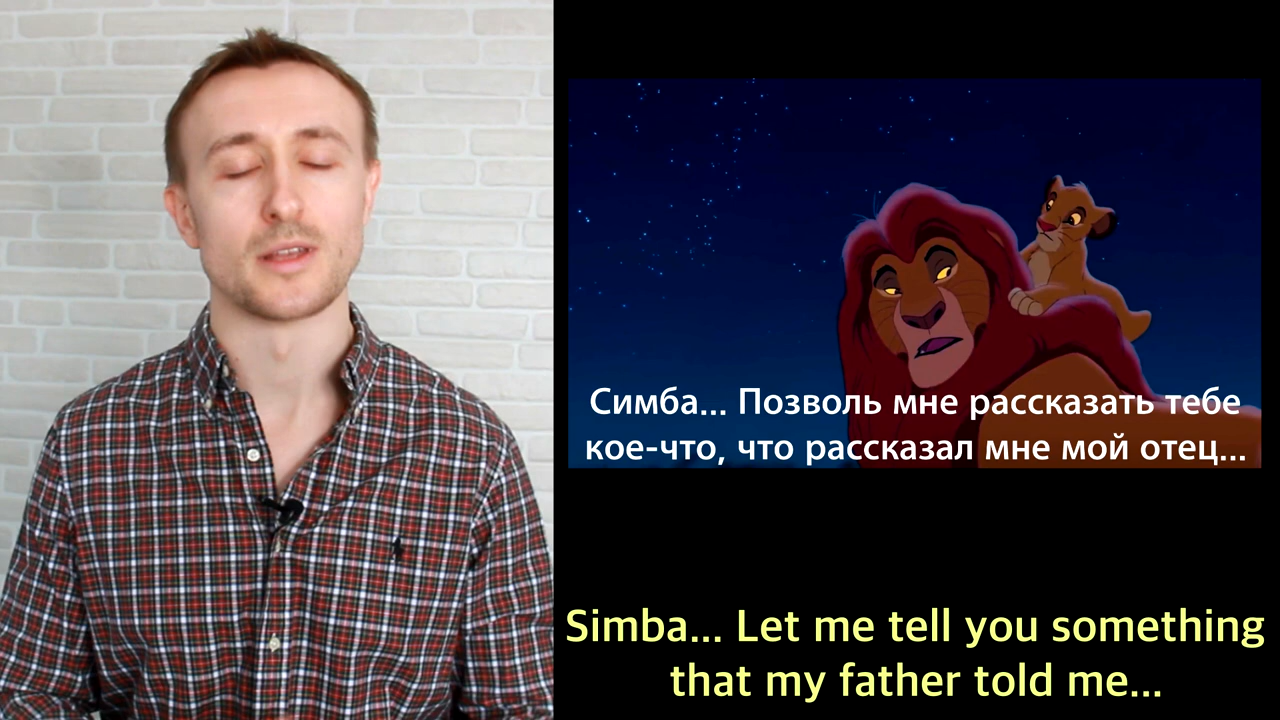 Симба... Позволь мне рассказать тебе
кое-что, что рассказал мне мой отец...
Simba... Let me tell you something
that my father told me...